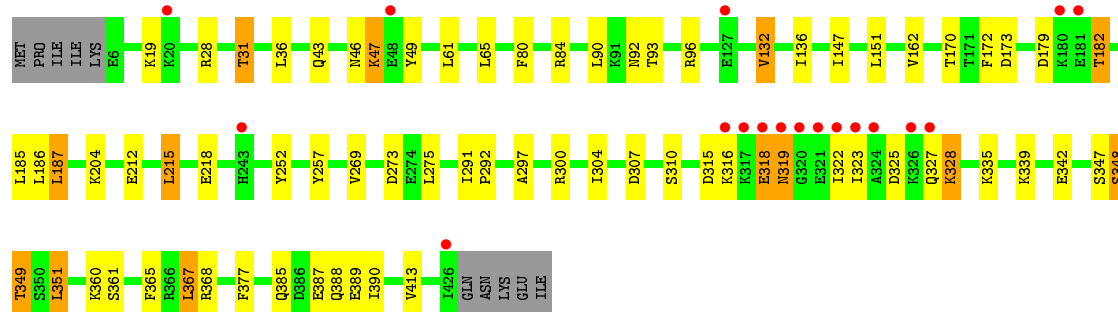 MET PRO ILE ILE LYS E6 K19 K20 R28 T31 L36 Q43 N46 K47 E48 Y49 L61 L65 F80 R84 L90 K91 N92 T93 R96 E127 V132 I136 I147 L151 V162 T170 T171 F172 D173 D179 K180 E181 T182
L185 L186 L187 K204 E212 L215 E218 H243 Y252 Y257 V269 D273 E274 L275 I291 P292 A297 R300 I304 D307 S310 D315 K316 K317 E318 N319 G320 E321 I322 I323 A324 D325 K326 Q327 K328 K335 K339 E342 S347 S348
T349 S350 L351 K360 S361 F365 R366 L367 R368 F377 Q385 D386 E387 Q388 E389 I390 V413 I426 GLN ASN LYS GLU ILE